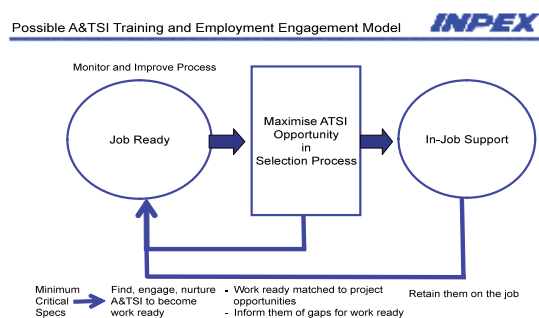 Possible A&TSI Training and Employment Engagement Model
INPEX
Monitor and Improve Process
Job Ready
Maximise ATSI
Opportunity
in
Selection Process
In-Job Support
Minimum
Critical
Specs
Find, engage, nurture
A&TSI to become
work ready
- Work ready matched to project
opportunities
- Inform them of gaps for work ready
Retain them on the job